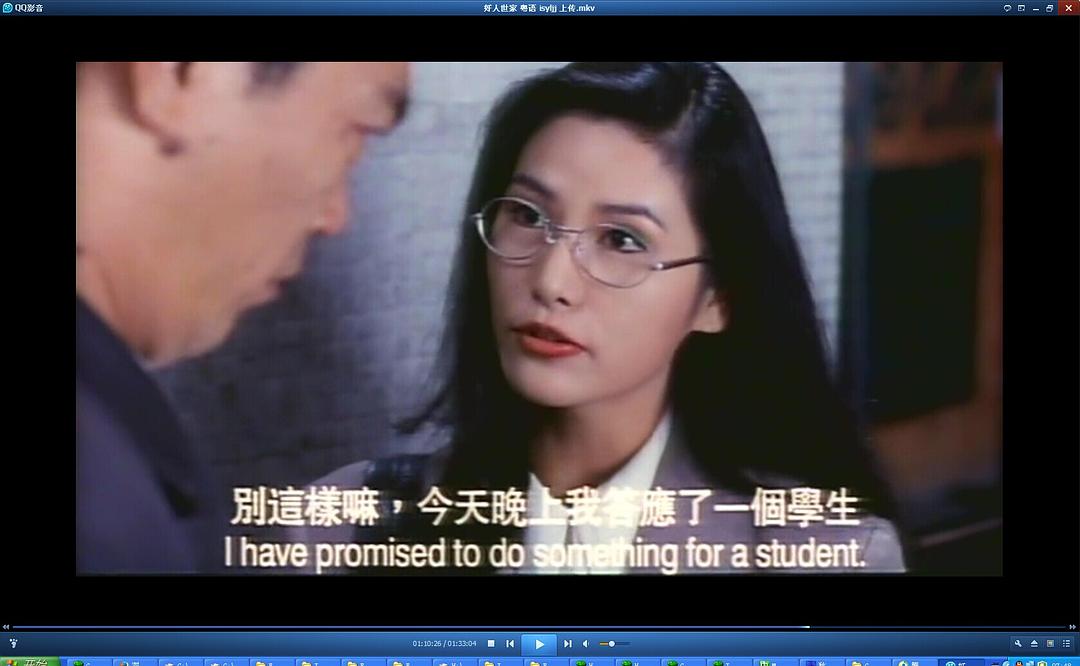 QQ影音
好人世家 粤语 isyljj 上传.mkv
別這樣嘛，今天晚上我答應了一個學生
I have promised to do something for a student.
01:10:26 / 01:33:04
开始